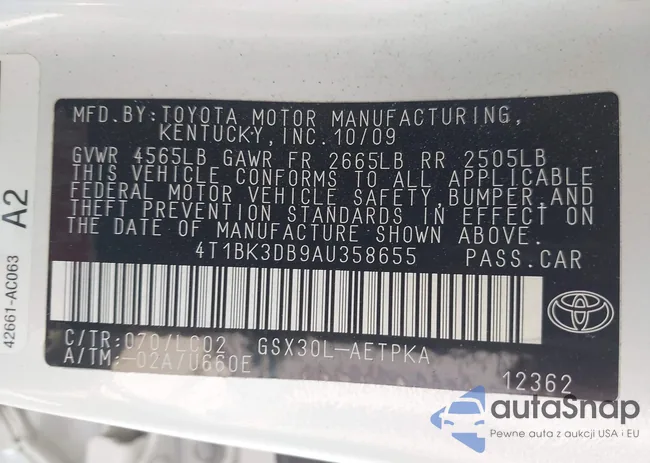 MFD.BY:TOYOTA MOTOR MANUFACTURING,
KENTUCKY, INC. 10/09
GVWR 4565LB GAWR FR 2665LB RR 2505LB
THIS VEHICLE CONFORMS TO ALL APPLICABLE
FEDERAL MOTOR VEHICLE SAFETY, BUMPER, AND
THEFT PREVENTION STANDARDS IN EFFECT ON
THE DATE OF MANUFACTURE SHOWN ABOVE.
4T1BK3DB9AU358655 PASS.CAR
C/TR:070/LC02 GSX30L-AETPKA
A/TM:-02A/U660E
12362
42661-AC063 A2
autoSnap
Pewne auta z aukcji USA i EU